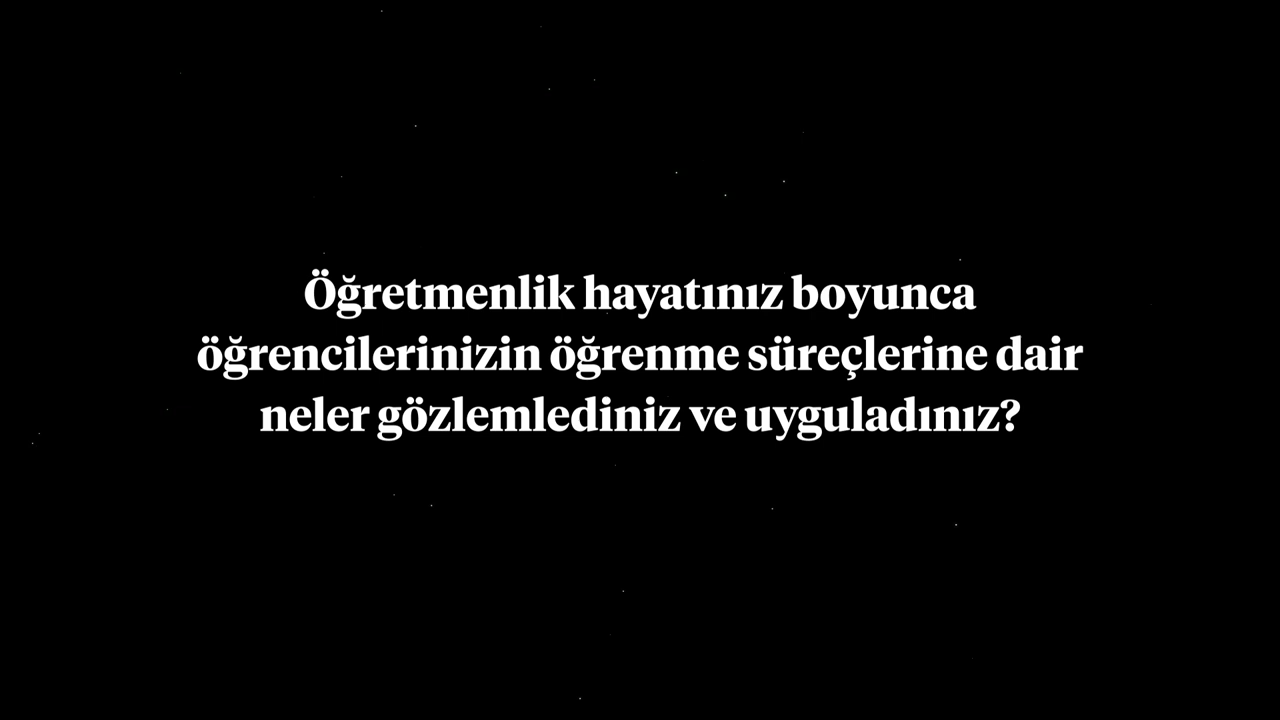 Öğretmenlik hayatınız boyunca
öğrencilerinizin öğrenme süreçlerine dair
neler gözlemlediniz ve uyguladınız?